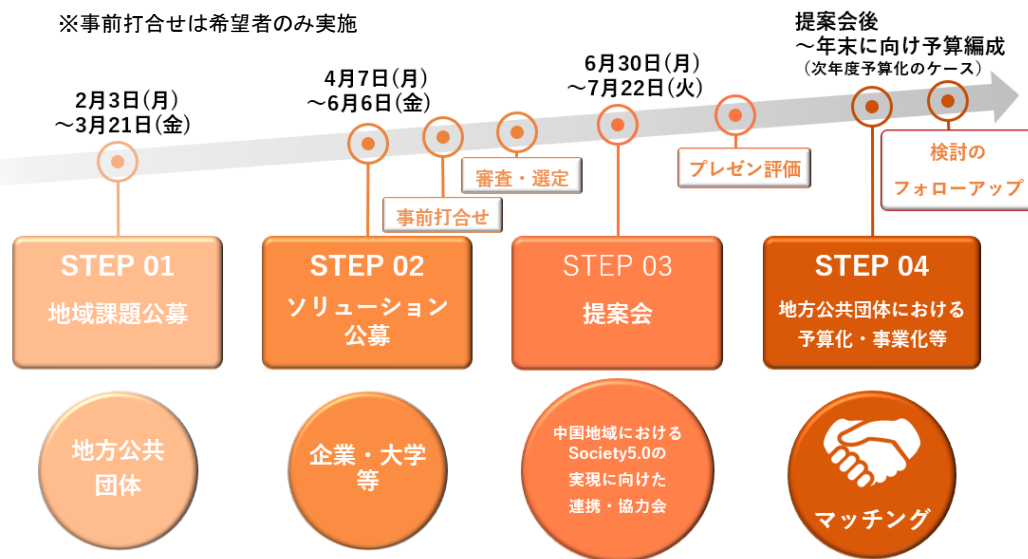 ※事前打合せは希望者のみ実施
2月3日(月)
～3月21日(金)
4月7日(月)
～6月6日(金)
6月30日(月)
～7月22日(火)
提案会後
～年末に向け予算編成
（次年度予算化のケース）
事前打合せ
審査・選定
プレゼン評価
検討の
フォローアップ
STEP 01
地域課題公募
STEP 02
ソリューション
公募
STEP 03
提案会
STEP 04
地方公共団体における
予算化・事業化等
地方公共
団体
企業・大学
等
中国地域における
Society5.0の
実現に向けた
連携・協力会
マッチング